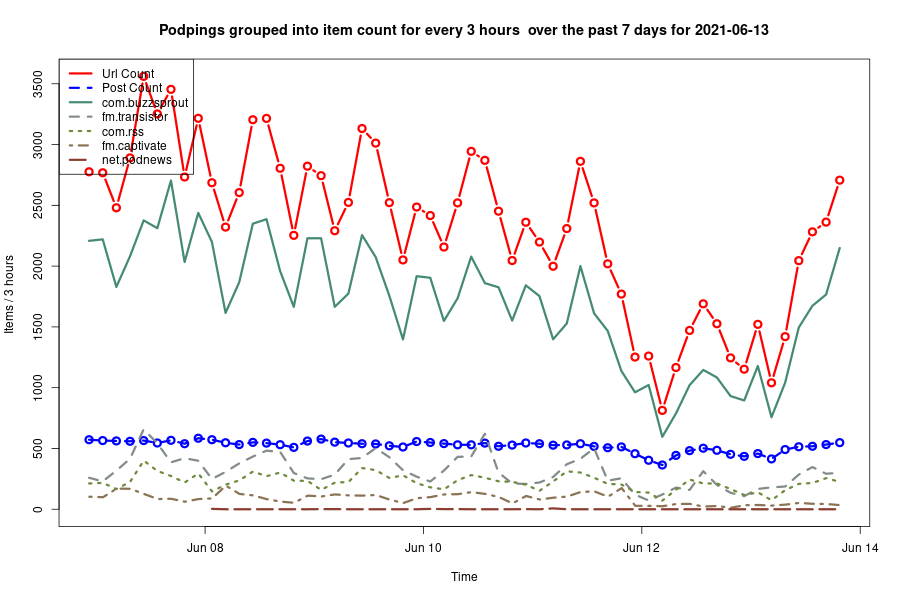 Podpings grouped into item count for every 3 hours  over the past 7 days for 2021-06-13
Url Count
Post Count
com.buzzsprout
fm.transistor
com.rss
fm.captivate
net.podnews
3500
3000
2500
2000
1500
1000
500
0
Items / 3 hours
Jun 08
Jun 10
Jun 12
Jun 14
Time